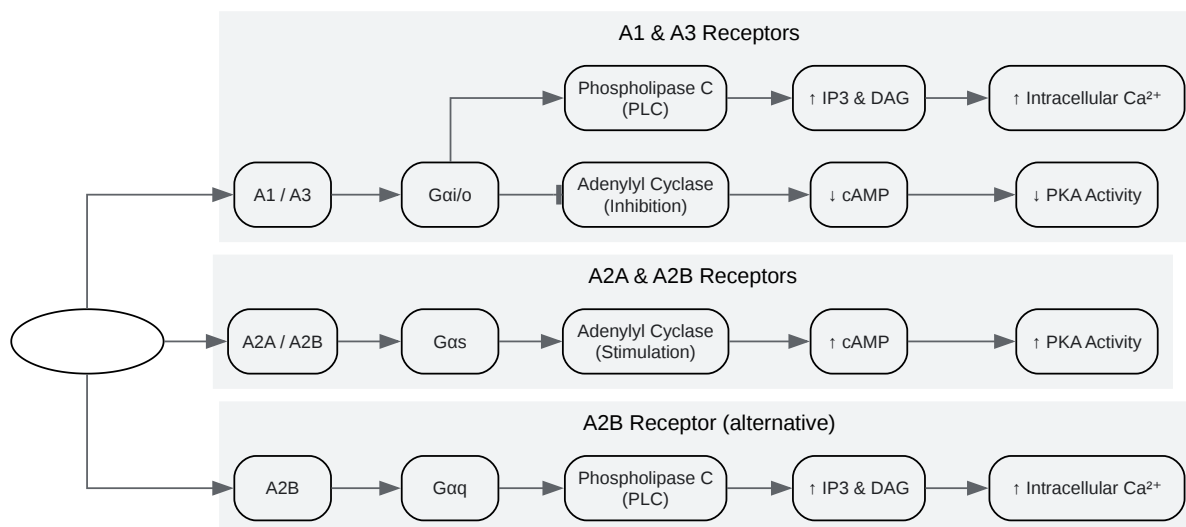 A1 & A3 Receptors
Phospholipase C
(PLC)
↑ IP3 & DAG
↑ Intracellular Ca²⁺
A1 / A3
Gαi/o
Adenylyl Cyclase
(Inhibition)
↓ cAMP
↓ PKA Activity
A2A & A2B Receptors
A2A / A2B
Gαs
Adenylyl Cyclase
(Stimulation)
↑ cAMP
↑ PKA Activity
A2B Receptor (alternative)
A2B
Gαq
Phospholipase C
(PLC)
↑ IP3 & DAG
↑ Intracellular Ca²⁺